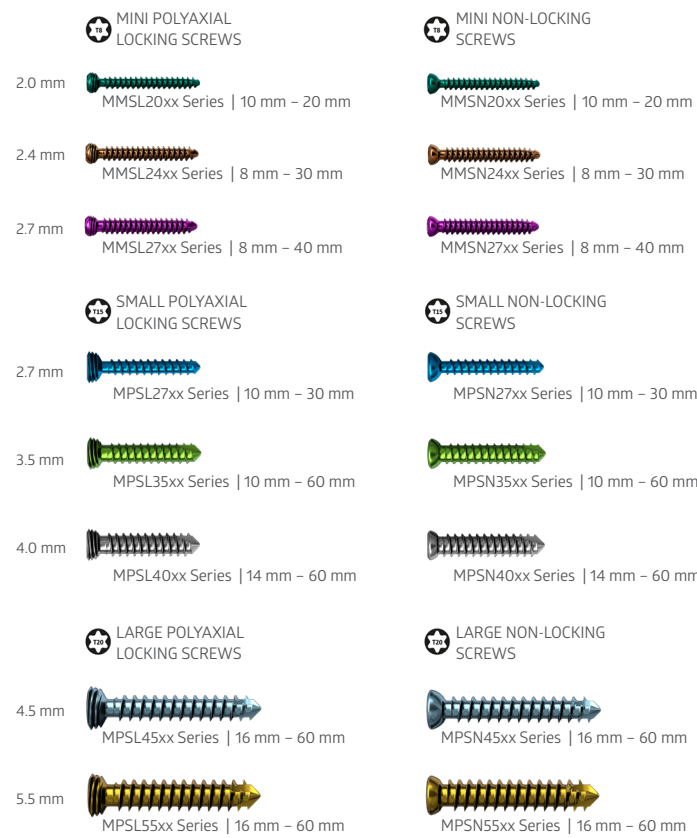 T8 MINI POLYAXIAL
LOCKING SCREWS
T8 MINI NON-LOCKING
SCREWS
2.0 mm
MMSL20xx Series | 10 mm – 20 mm
MMSN20xx Series | 10 mm – 20 mm
2.4 mm
MMSL24xx Series | 8 mm – 30 mm
MMSN24xx Series | 8 mm – 30 mm
2.7 mm
MMSL27xx Series | 8 mm – 40 mm
MMSN27xx Series | 8 mm – 40 mm
T15 SMALL POLYAXIAL
LOCKING SCREWS
T15 SMALL NON-LOCKING
SCREWS
2.7 mm
MPSL27xx Series | 10 mm – 30 mm
MPSN27xx Series | 10 mm – 30 mm
3.5 mm
MPSL35xx Series | 10 mm – 60 mm
MPSN35xx Series | 10 mm – 60 mm
4.0 mm
MPSL40xx Series | 14 mm – 60 mm
MPSN40xx Series | 14 mm – 60 mm
T20 LARGE POLYAXIAL
LOCKING SCREWS
T20 LARGE NON-LOCKING
SCREWS
4.5 mm
MPSL45xx Series | 16 mm – 60 mm
MPSN45xx Series | 16 mm – 60 mm
5.5 mm
MPSL55xx Series | 16 mm – 60 mm
MPSN55xx Series | 16 mm – 60 mm